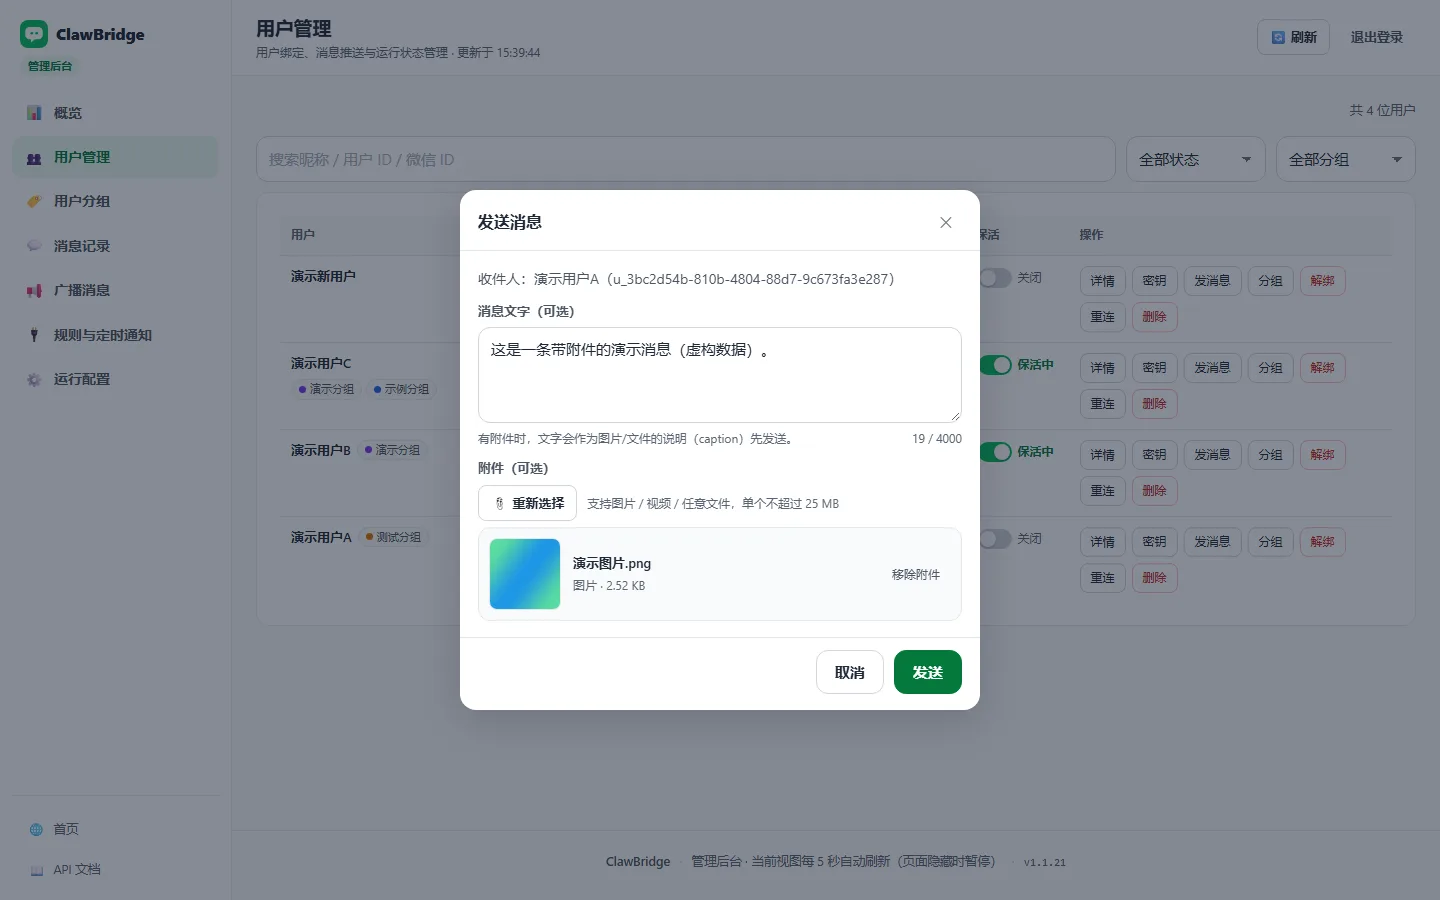 ClawBridge
管理后台
概览
用户管理
用户分组
消息记录
广播消息
规则与定时通知
运行配置
首页
API 文档
用户管理
用户绑定、消息推送与运行状态管理 · 更新于 15:39:44
刷新
退出登录
共 4 位用户
搜索昵称 / 用户 ID / 微信 ID
全部状态
全部分组
用户
保活
操作
演示新用户
关闭
详情
密钥
发消息
分组
解绑
重连
删除
演示用户C
演示分组
示例分组
保活中
详情
密钥
发消息
分组
解绑
重连
删除
演示用户B
演示分组
保活中
详情
密钥
发消息
分组
解绑
重连
删除
演示用户A
测试分组
关闭
详情
密钥
发消息
分组
解绑
重连
删除
发送消息
收件人：演示用户A（u_3bc2d54b-810b-4804-88d7-9c673fa3e287）
消息文字（可选）
这是一条带附件的演示消息（虚构数据）。
有附件时，文字会作为图片/文件的说明（caption）先发送。
19 / 4000
附件（可选）
重新选择
支持图片 / 视频 / 任意文件，单个不超过 25 MB
演示图片.png
图片 · 2.52 KB
移除附件
取消
发送
ClawBridge · 管理后台 · 当前视图每 5 秒自动刷新（页面隐藏时暂停） · v1.1.21